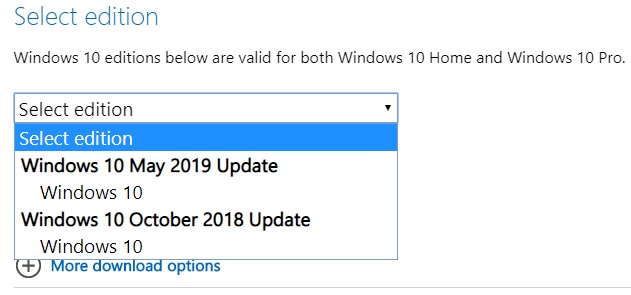 Select edition
Windows 10 editions below are valid for both Windows 10 Home and Windows 10 Pro.
Select edition
Select edition
Windows 10 May 2019 Update
Windows 10
Windows 10 October 2018 Update
Windows 10
More download options